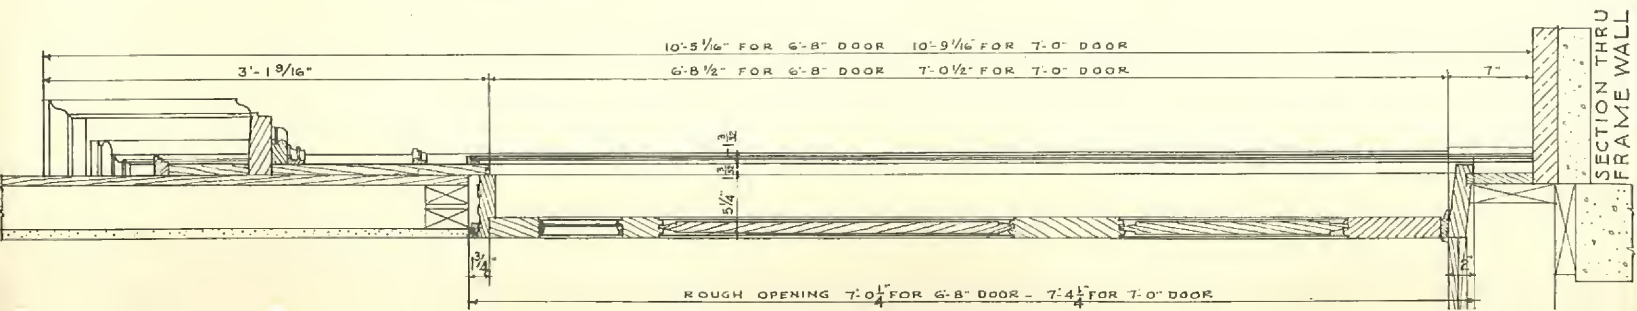 10'-5 1/16" FOR 6'-8" DOOR 10'-9 1/16" FOR 7'-0" DOOR
3'-1 9/16"
6'-8 1/2" FOR 6'-8" DOOR 7'-0 1/2" FOR 7'-0" DOOR
7"
1 3/32
1 3/32
5 1/4"
1 3/4"
2"
ROUGH OPENING 7'-0 1/4" FOR 6'-8" DOOR - 7'-4 1/4" FOR 7'-0" DOOR
SECTION THRU
FRAME WALL